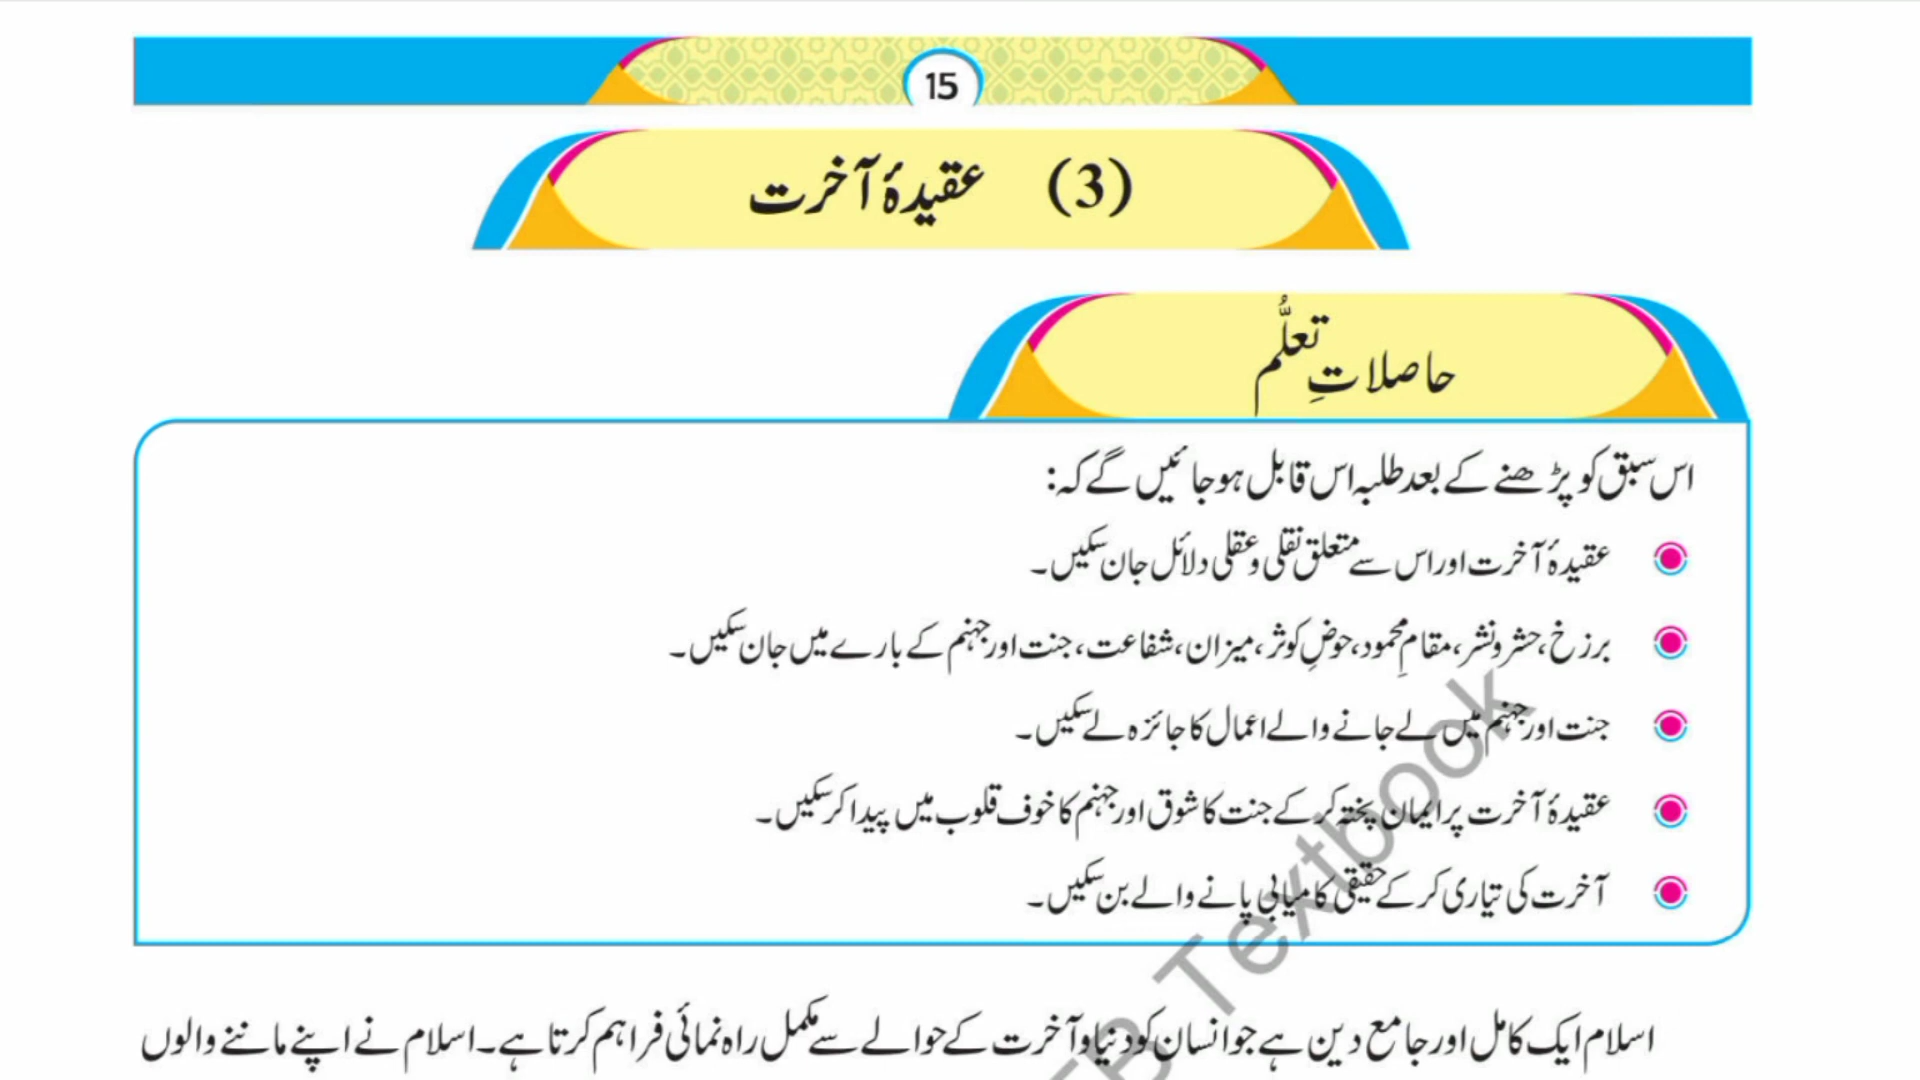 15
(3) عقیدۂ آخرت
حاصلاتِ تعلُّم
اس سبق کو پڑھنے کے بعد طلبہ اس قابل ہوجائیں گے کہ:
عقیدۂ آخرت اور اس سے متعلق نقلی و عقلی دلائل جان سکیں۔
برزخ، حشر و نشر، مقامِ محمود، حوضِ کوثر، میزان، شفاعت، جنت اور جہنم کے بارے میں جان سکیں۔
جنت اور جہنم میں لے جانے والے اعمال کا جائزہ لے سکیں۔
عقیدۂ آخرت پر ایمان پختہ کر کے جنت کا شوق اور جہنم کا خوف قلوب میں پیدا کر سکیں۔
آخرت کی تیاری کر کے حقیقی کامیابی پانے والے بن سکیں۔
اسلام ایک کامل اور جامع دین ہے جو انسان کو دنیا و آخرت کے حوالے سے مکمل راہ نمائی فراہم کرتا ہے۔ اسلام نے اپنے ماننے والوں
Textbook